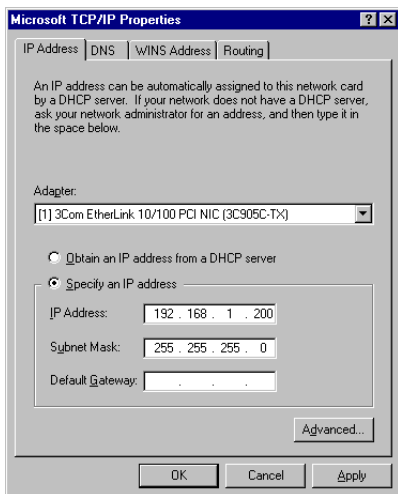 Microsoft TCP/IP Properties
IP Address DNS WINS Address Routing
An IP address can be automatically assigned to this network card
by a DHCP server. If your network does not have a DHCP server,
ask your network administrator for an address, and then type it in
the space below.
Adapter:
[1] 3Com EtherLink 10/100 PCI NIC (3C905C-TX)
Obtain an IP address from a DHCP server
Specify an IP address
IP Address: 192 . 168 . 1 . 200
Subnet Mask: 255 . 255 . 255 . 0
Default Gateway: . . .
Advanced...
OK Cancel Apply